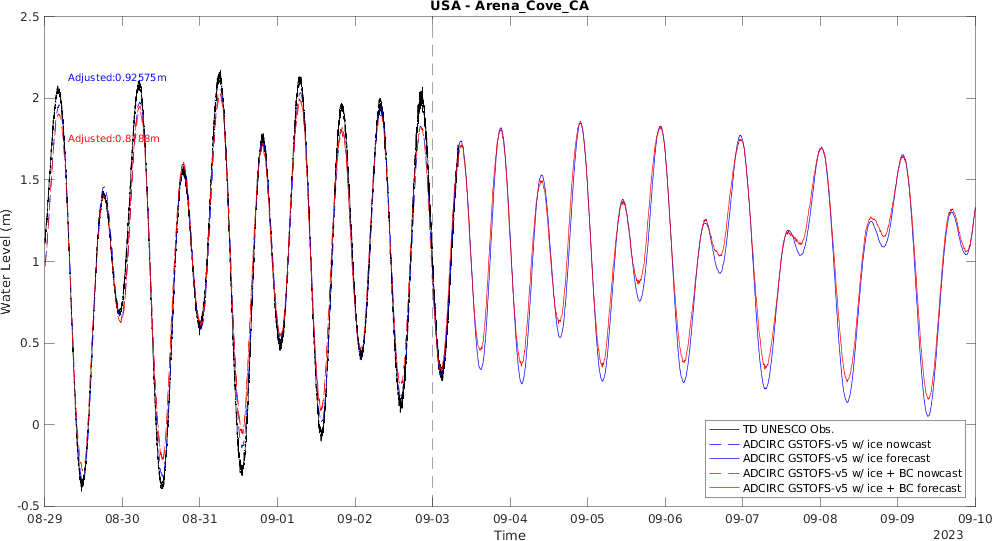 USA - Arena_Cove_CA
2.5
2
1.5
1
0.5
0
-0.5
Water Level (m)
Adjusted:0.92575m
Adjusted:0.8788m
TD UNESCO Obs.
ADCIRC GSTOFS-v5 w/ ice nowcast
ADCIRC GSTOFS-v5 w/ ice forecast
ADCIRC GSTOFS-v5 w/ ice + BC nowcast
ADCIRC GSTOFS-v5 w/ ice + BC forecast
08-29 08-30 08-31 09-01 09-02 09-03 09-04 09-05 09-06 09-07 09-08 09-09 09-10
Time
2023